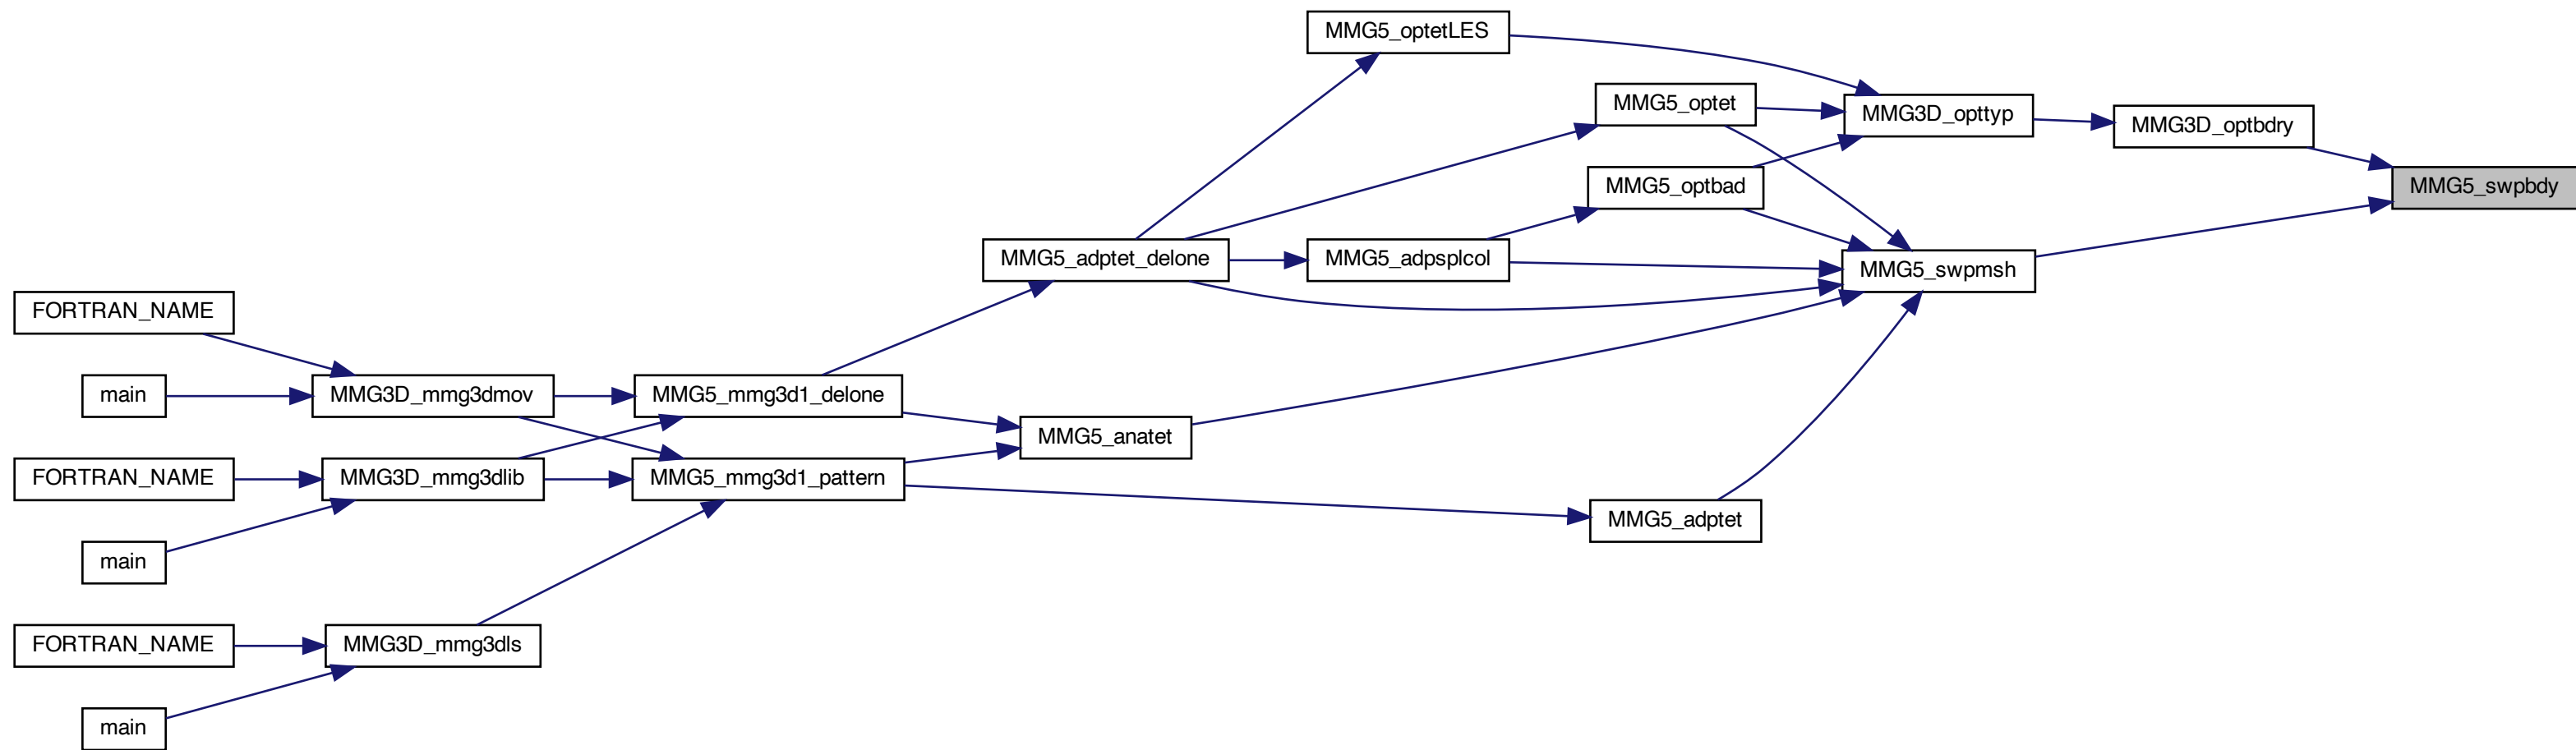 MMG5_optetLES
MMG5_optet
MMG3D_opttyp
MMG3D_optbdry
MMG5_optbad
MMG5_swpbdy
MMG5_adptet_delone
MMG5_adpsplcol
MMG5_swpmsh
FORTRAN_NAME
main
MMG3D_mmg3dmov
MMG5_mmg3d1_delone
MMG5_anatet
FORTRAN_NAME
MMG3D_mmg3dlib
MMG5_mmg3d1_pattern
MMG5_adptet
main
FORTRAN_NAME
MMG3D_mmg3dls
main